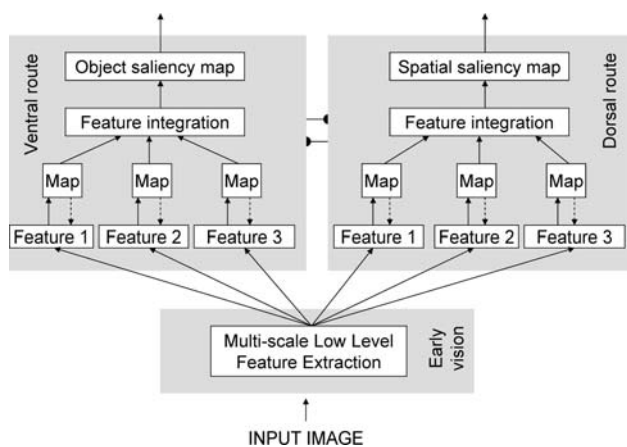 Ventral route
Object saliency map
Feature integration
Map Map Map
Feature 1 Feature 2 Feature 3
Spatial saliency map
Dorsal route
Feature integration
Map Map Map
Feature 1 Feature 2 Feature 3
Multi-scale Low Level
Feature Extraction
Early
vision
INPUT IMAGE